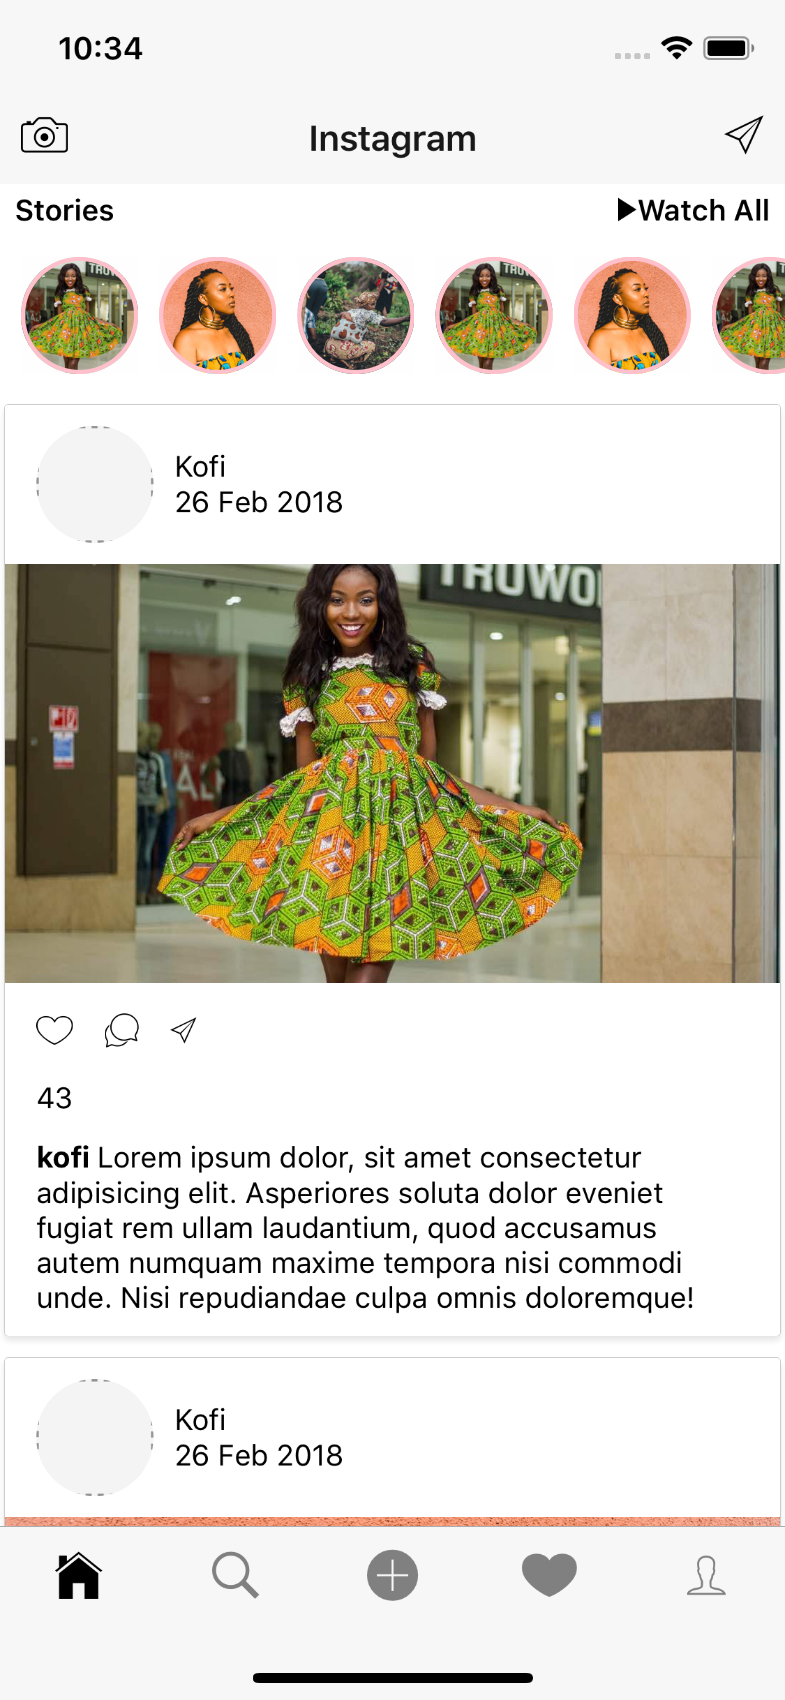 10:34
Instagram
Stories
▶Watch All
Kofi
26 Feb 2018
43
kofi Lorem ipsum dolor, sit amet consectetur
adipisicing elit. Asperiores soluta dolor eveniet
fugiat rem ullam laudantium, quod accusamus
autem numquam maxime tempora nisi commodi
unde. Nisi repudiandae culpa omnis doloremque!
Kofi
26 Feb 2018